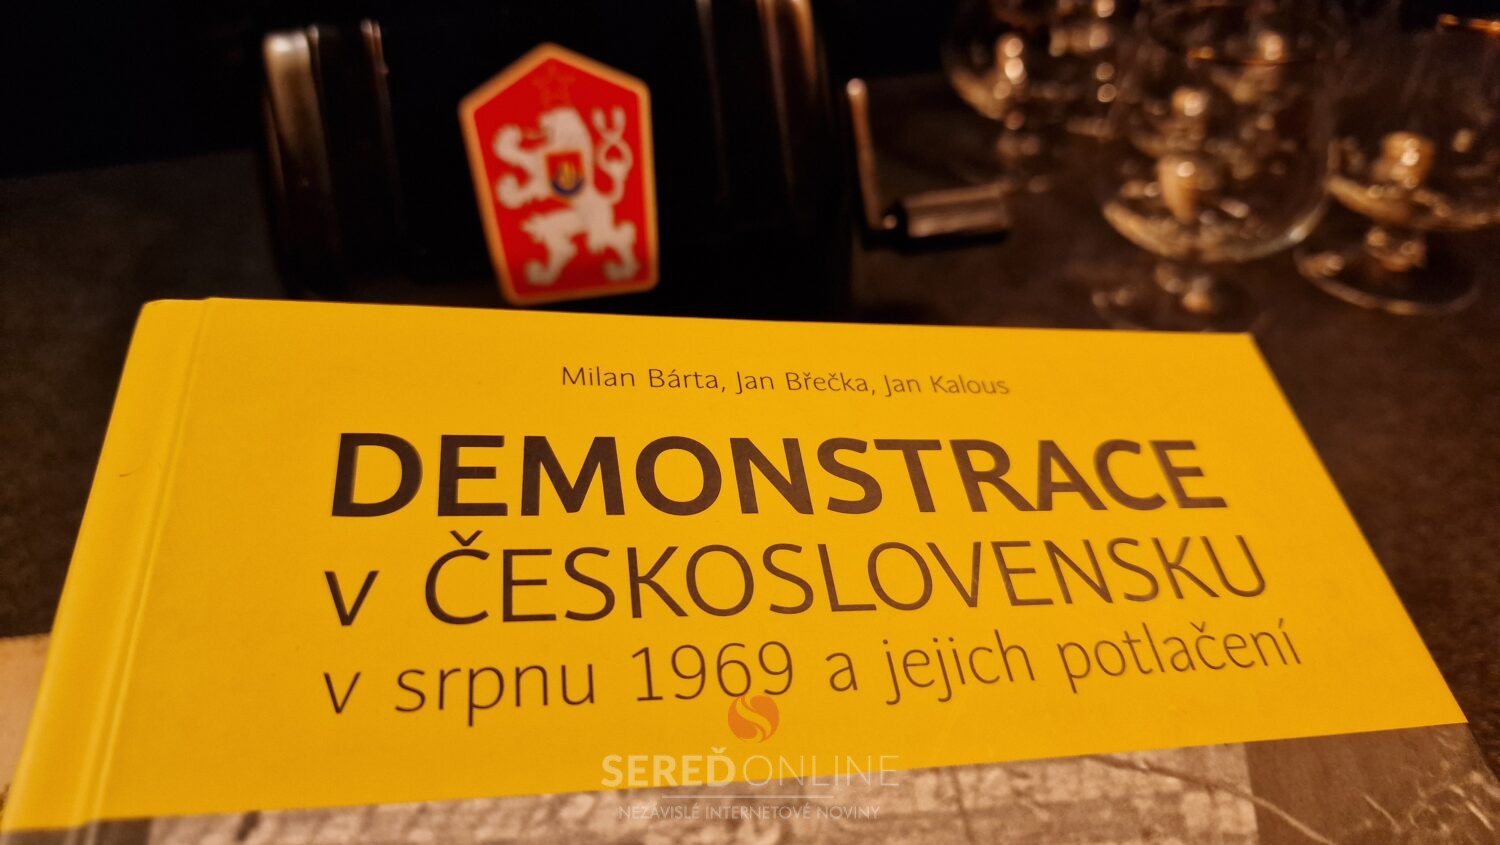 Milan Bárta, Jan Břečka, Jan Kalous
DEMONSTRACE
v ČESKOSLOVENSKU
v srpnu 1969 a jejich potlačení
SEREĎONLINE
NEZÁVISLÉ INTERNETOVÉ NOVINY